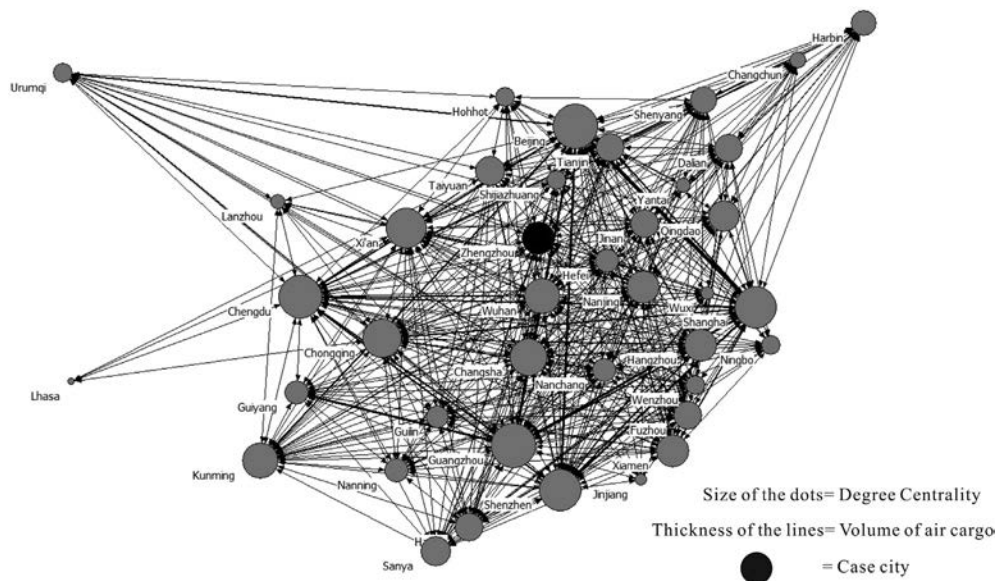 Harbin
Urumqi
Changchun
Hohhot
Shenyang
Beijing
Tianjin
Dalian
Taiyuan
Shijiazhuang
Yantai
Lanzhou
Qingdao
Xi'an
Jinan
Zhengzhou
Hefei
Nanjing
Wuxi
Wuhan
Chengdu
Shanghai
Chongqing
Hangzhou
Ningbo
Changsha
Nanchang
Lhasa
Guiyang
Wenzhou
Guilin
Fuzhou
Guangzhou
Xiamen
Kunming
Nanning
Jinjiang
Size of the dots= Degree Centrality
Shenzhen
Thickness of the lines= Volume of air cargo
H
Sanya
= Case city